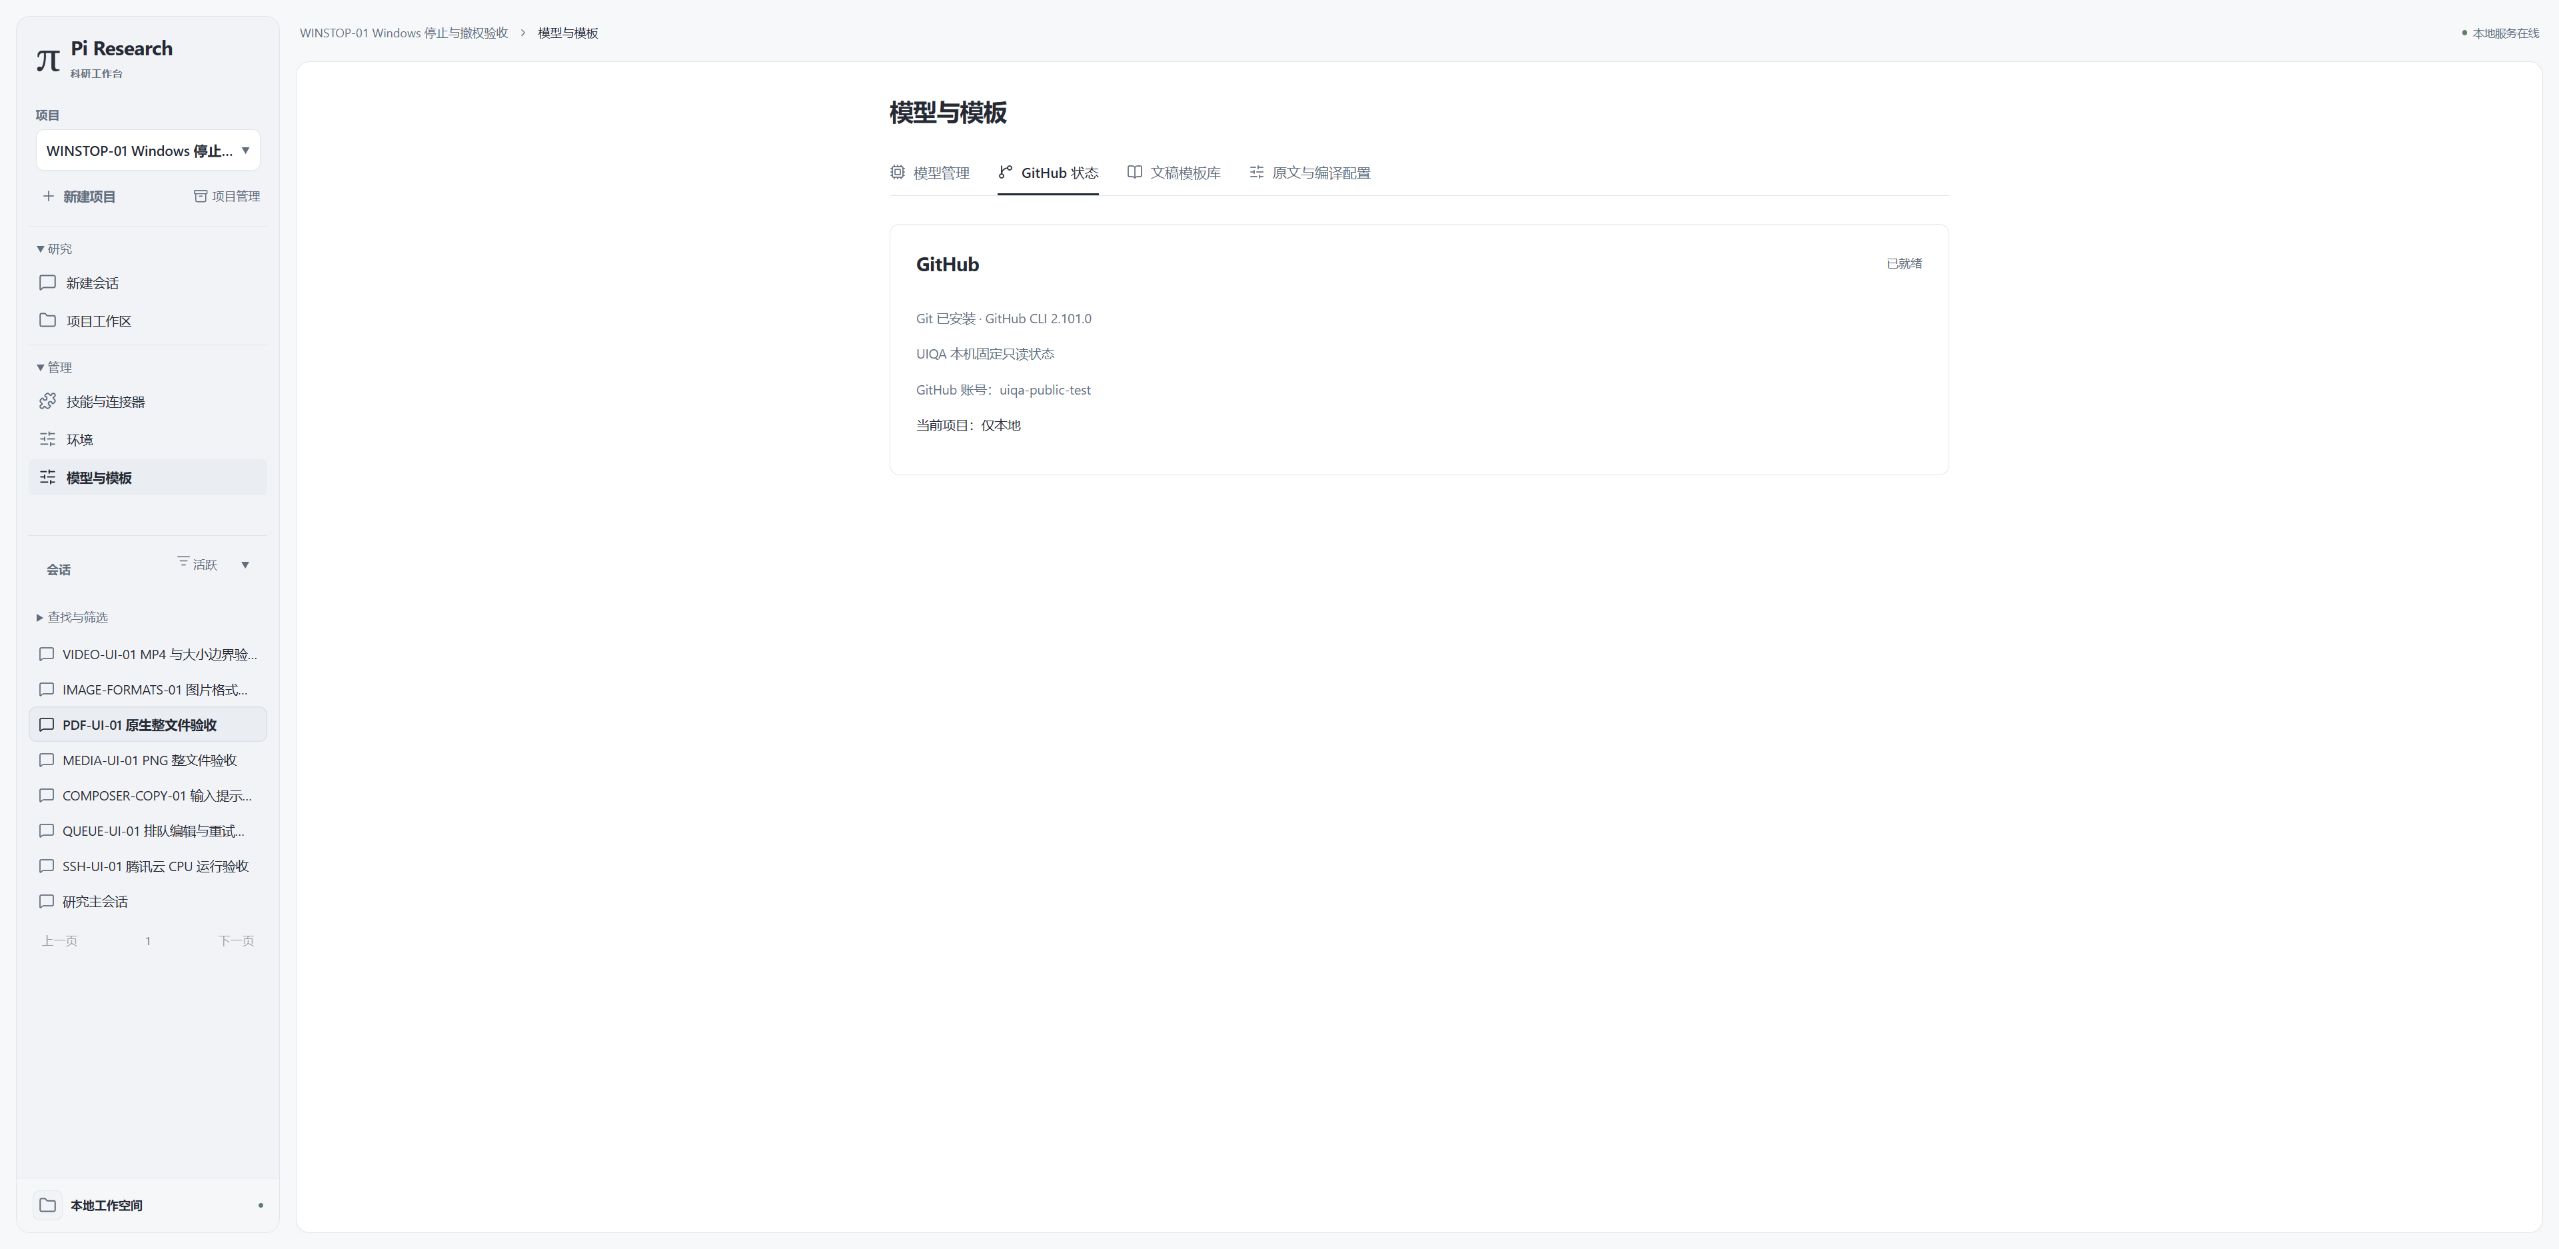 Pi Research
科研工作台
项目
WINSTOP-01 Windows 停止...
新建项目
项目管理
研究
新建会话
项目工作区
管理
技能与连接器
环境
模型与模板
会话
活跃
查找与筛选
VIDEO-UI-01 MP4 与大小边界验...
IMAGE-FORMATS-01 图片格式...
PDF-UI-01 原生整文件验收
MEDIA-UI-01 PNG 整文件验收
COMPOSER-COPY-01 输入提示...
QUEUE-UI-01 排队编辑与重试...
SSH-UI-01 腾讯云 CPU 运行验收
研究主会话
上一页 1 下一页
本地工作空间
WINSTOP-01 Windows 停止与撤权验收 › 模型与模板
本地服务在线
模型与模板
模型管理 GitHub 状态 文稿模板库 原文与编译配置
GitHub
已就绪
Git 已安装 · GitHub CLI 2.101.0
UIQA 本机固定只读状态
GitHub 账号：uiqa-public-test
当前项目：仅本地